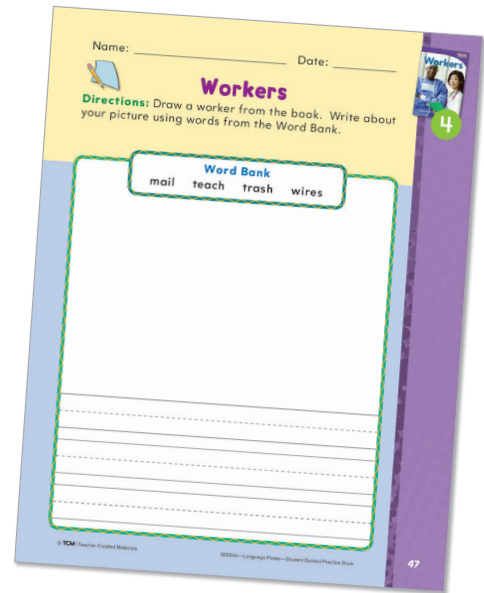 Name: Date:
Workers
Workers
4
Directions: Draw a worker from the book. Write about
your picture using words from the Word Bank.
Word Bank
mail teach trash wires
© TCM | Teacher Created Materials
—Language Power—Student Guided Practice Book
47